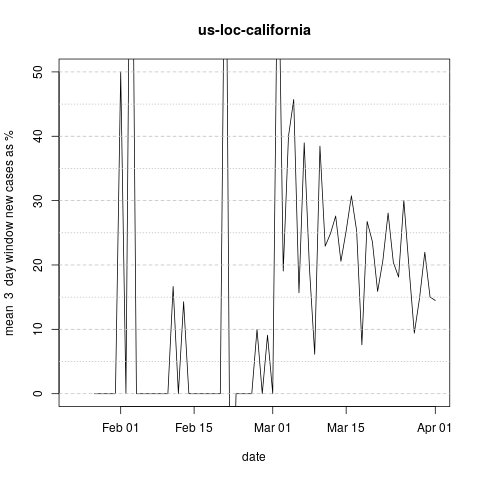 us-loc-california
mean 3 day window new cases as %
50
40
30
20
10
0
Feb 01 Feb 15 Mar 01 Mar 15 Apr 01
date